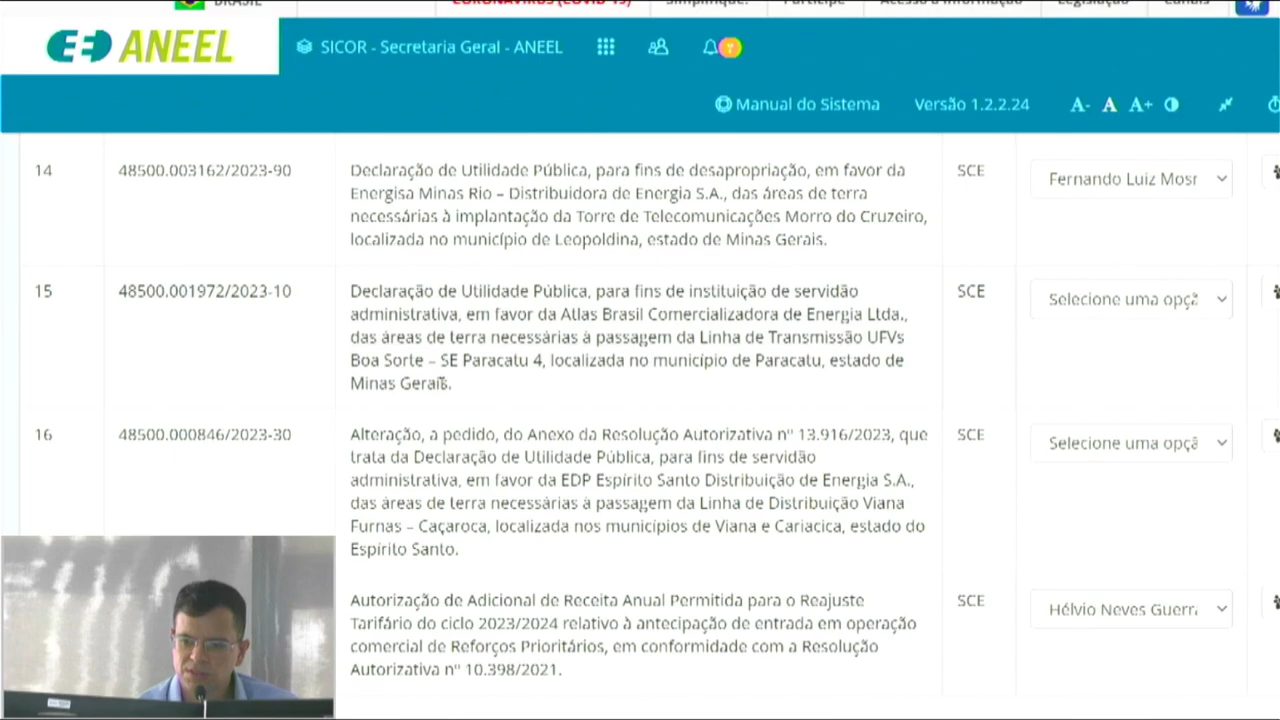 BRASIL
CORONAVÍRUS (COVID-19)
Simplifique!
Participe
Acesso à informação
Legislação
Canais
ANEEL
SICOR - Secretaria Geral - ANEEL
7
Manual do Sistema
Versão 1.2.2.24
A-
A
A+
14
48500.003162/2023-90
Declaração de Utilidade Pública, para fins de desapropriação, em favor da
Energisa Minas Rio – Distribuidora de Energia S.A., das áreas de terra
necessárias à implantação da Torre de Telecomunicações Morro do Cruzeiro,
localizada no município de Leopoldina, estado de Minas Gerais.
SCE
Fernando Luiz Mosr
15
48500.001972/2023-10
Declaração de Utilidade Pública, para fins de instituição de servidão
administrativa, em favor da Atlas Brasil Comercializadora de Energia Ltda.,
das áreas de terra necessárias à passagem da Linha de Transmissão UFVs
Boa Sorte – SE Paracatu 4, localizada no município de Paracatu, estado de
Minas Gerais.
SCE
Selecione uma opçã
16
48500.000846/2023-30
Alteração, a pedido, do Anexo da Resolução Autorizativa nº 13.916/2023, que
trata da Declaração de Utilidade Pública, para fins de servidão
administrativa, em favor da EDP Espírito Santo Distribuição de Energia S.A.,
das áreas de terra necessárias à passagem da Linha de Distribuição Viana
Furnas – Caçaroca, localizada nos municípios de Viana e Cariacica, estado do
Espírito Santo.
SCE
Selecione uma opçã
Autorização de Adicional de Receita Anual Permitida para o Reajuste
Tarifário do ciclo 2023/2024 relativo à antecipação de entrada em operação
comercial de Reforços Prioritários, em conformidade com a Resolução
Autorizativa nº 10.398/2021.
SCE
Hélvio Neves Guerra